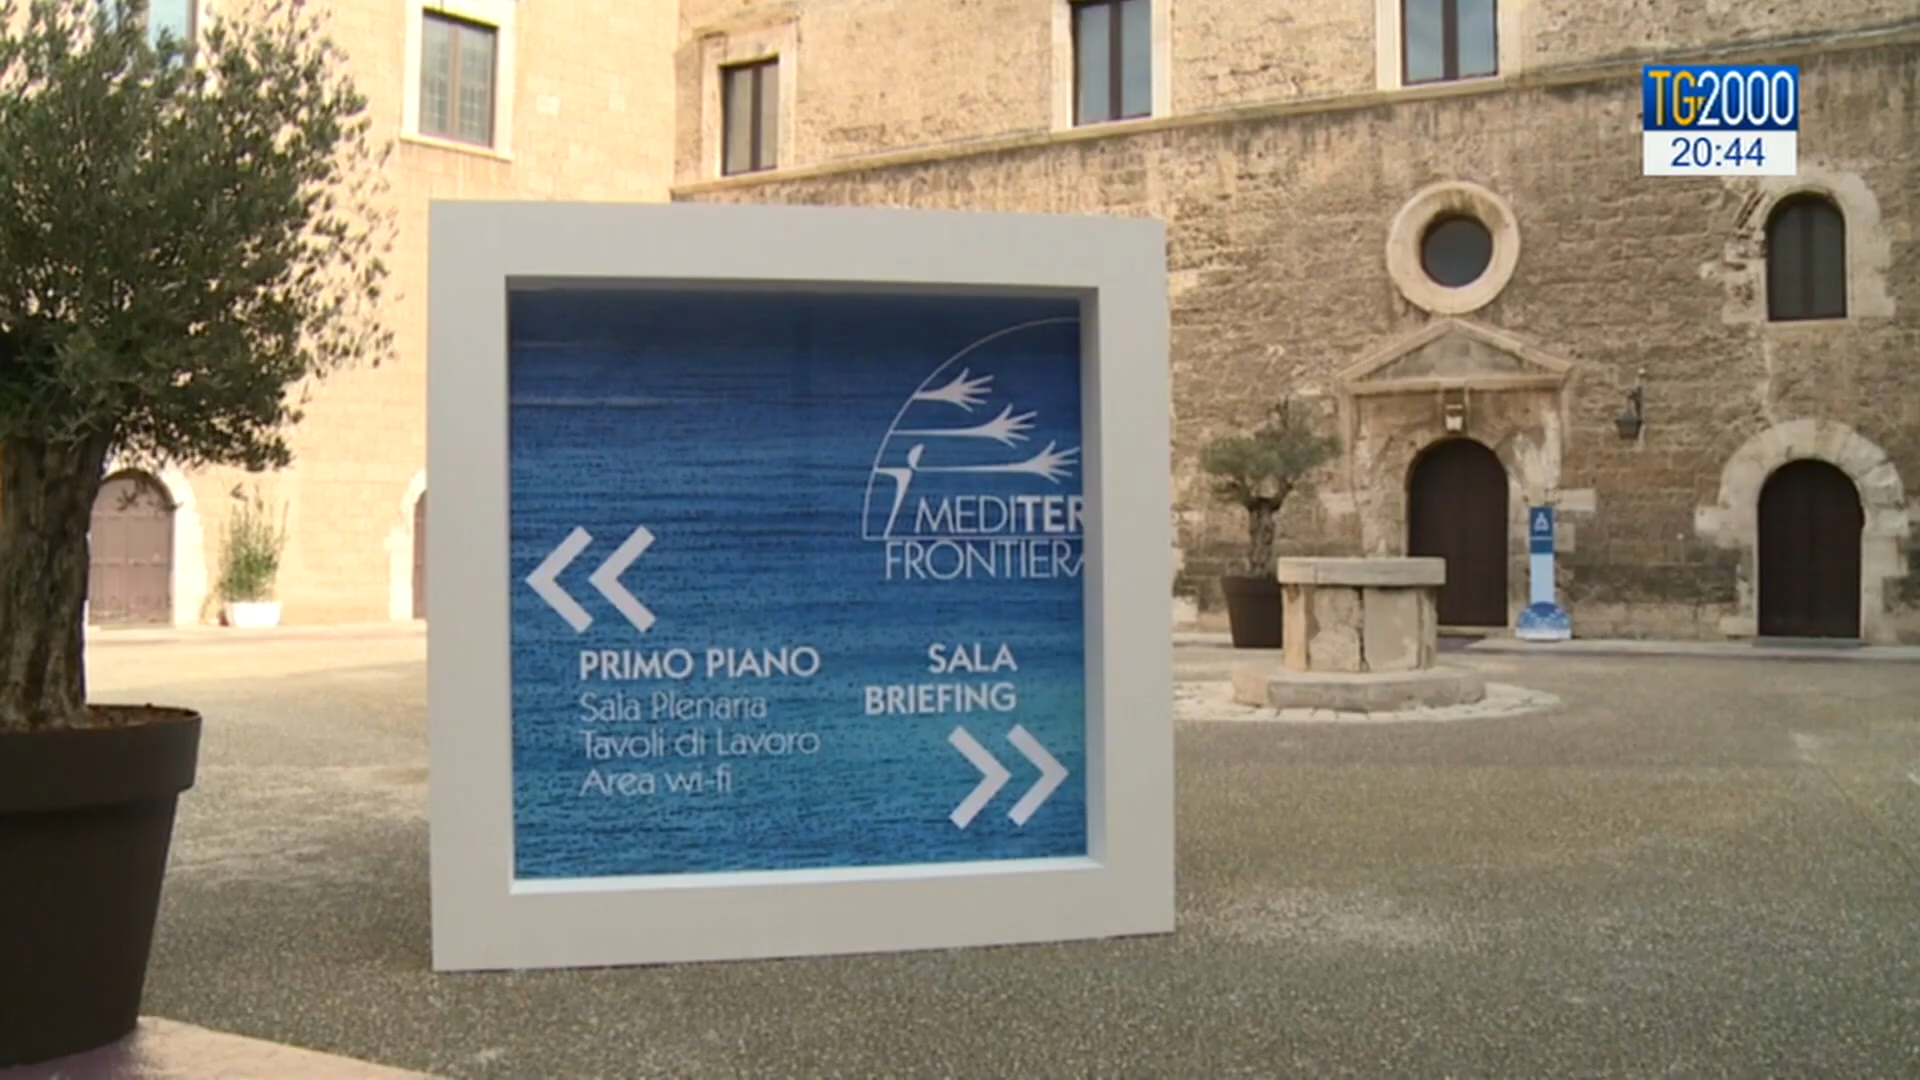 TG2000
20:44
MEDITER
FRONTIERA
PRIMO PIANO
Sala Plenaria
Tavoli di Lavoro
Area wi-fi
SALA
BRIEFING